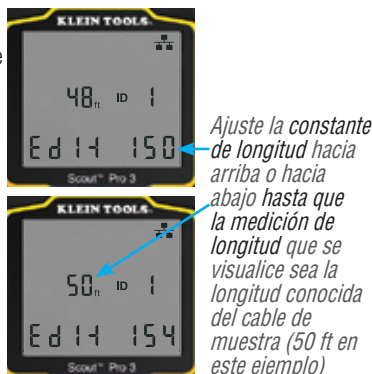 e
KLEIN TOOLS®
48ft ID 1
Edit 150
Scout™ Pro 3
KLEIN TOOLS®
50ft ID 1
Edit 154
Scout™ Pro 3
Ajuste la constante
de longitud hacia
arriba o hacia
abajo hasta que
la medición de
longitud que se
visualice sea la
longitud conocida
del cable de
muestra (50 ft en
este ejemplo)